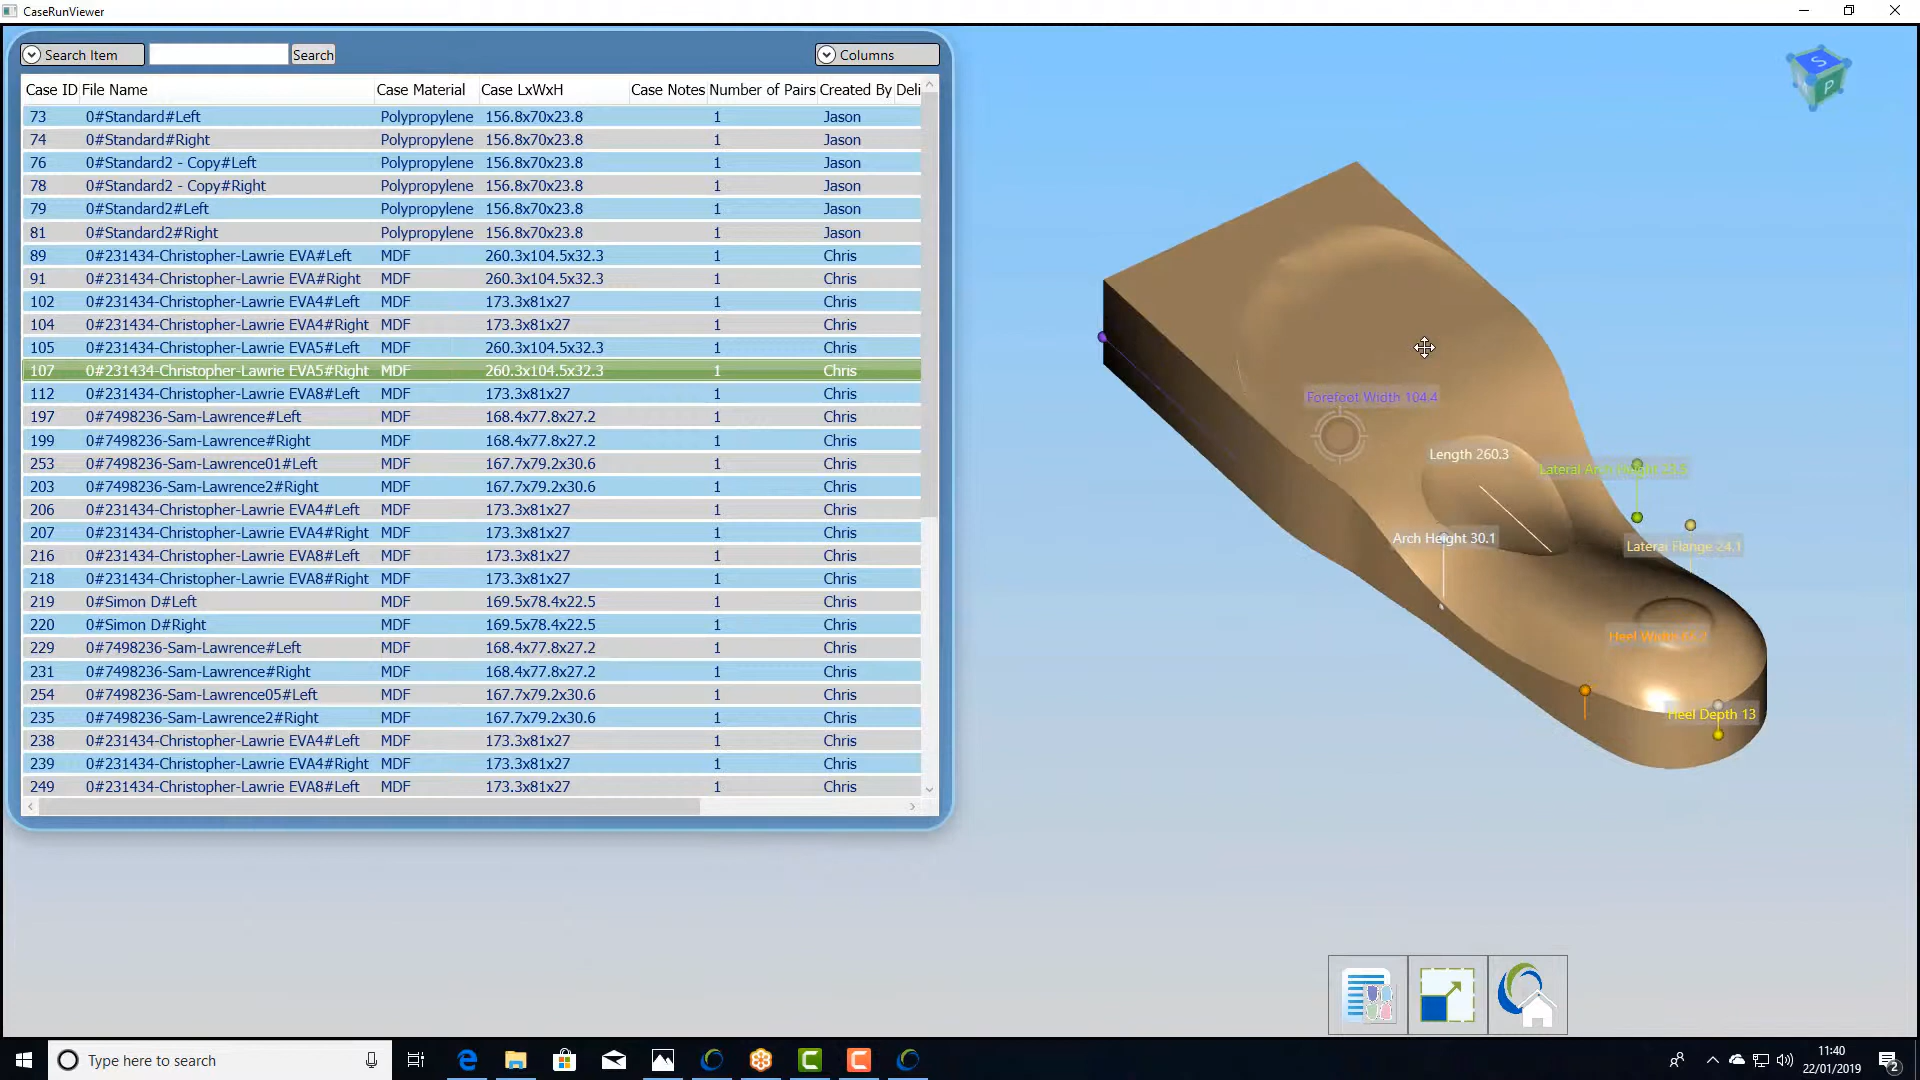 CaseRunViewer
Search Item Search Columns
Case ID File Name Case Material Case LxWxH Case Notes Number of Pairs Created By Deli
73 0#Standard#Left Polypropylene 156.8x70x23.8 1 Jason
74 0#Standard#Right Polypropylene 156.8x70x23.8 1 Jason
76 0#Standard2 - Copy#Left Polypropylene 156.8x70x23.8 1 Jason
78 0#Standard2 - Copy#Right Polypropylene 156.8x70x23.8 1 Jason
79 0#Standard2#Left Polypropylene 156.8x70x23.8 1 Jason
81 0#Standard2#Right Polypropylene 156.8x70x23.8 1 Jason
89 0#231434-Christopher-Lawrie EVA#Left MDF 260.3x104.5x32.3 1 Chris
91 0#231434-Christopher-Lawrie EVA#Right MDF 260.3x104.5x32.3 1 Chris
102 0#231434-Christopher-Lawrie EVA4#Left MDF 173.3x81x27 1 Chris
104 0#231434-Christopher-Lawrie EVA4#Right MDF 173.3x81x27 1 Chris
105 0#231434-Christopher-Lawrie EVA5#Left MDF 260.3x104.5x32.3 1 Chris
107 0#231434-Christopher-Lawrie EVA5#Right MDF 260.3x104.5x32.3 1 Chris
112 0#231434-Christopher-Lawrie EVA8#Left MDF 173.3x81x27 1 Chris
197 0#7498236-Sam-Lawrence#Left MDF 168.4x77.8x27.2 1 Chris
199 0#7498236-Sam-Lawrence#Right MDF 168.4x77.8x27.2 1 Chris
253 0#7498236-Sam-Lawrence01#Left MDF 167.7x79.2x30.6 1 Chris
203 0#7498236-Sam-Lawrence2#Right MDF 167.7x79.2x30.6 1 Chris
206 0#231434-Christopher-Lawrie EVA4#Left MDF 173.3x81x27 1 Chris
207 0#231434-Christopher-Lawrie EVA4#Right MDF 173.3x81x27 1 Chris
216 0#231434-Christopher-Lawrie EVA8#Left MDF 173.3x81x27 1 Chris
218 0#231434-Christopher-Lawrie EVA8#Right MDF 173.3x81x27 1 Chris
219 0#Simon D#Left MDF 169.5x78.4x22.5 1 Chris
220 0#Simon D#Right MDF 169.5x78.4x22.5 1 Chris
229 0#7498236-Sam-Lawrence#Left MDF 168.4x77.8x27.2 1 Chris
231 0#7498236-Sam-Lawrence#Right MDF 168.4x77.8x27.2 1 Chris
254 0#7498236-Sam-Lawrence05#Left MDF 167.7x79.2x30.6 1 Chris
235 0#7498236-Sam-Lawrence2#Right MDF 167.7x79.2x30.6 1 Chris
238 0#231434-Christopher-Lawrie EVA4#Left MDF 173.3x81x27 1 Chris
239 0#231434-Christopher-Lawrie EVA4#Right MDF 173.3x81x27 1 Chris
249 0#231434-Christopher-Lawrie EVA8#Left MDF 173.3x81x27 1 Chris
S
P
Forefoot Width 104.4
Length 260.3
Lateral Arch Height
Arch Height 30.1
Lateral Flange 24.1
Heel Width
Heel Depth 13
Type here to search
11:40
22/01/2019
2